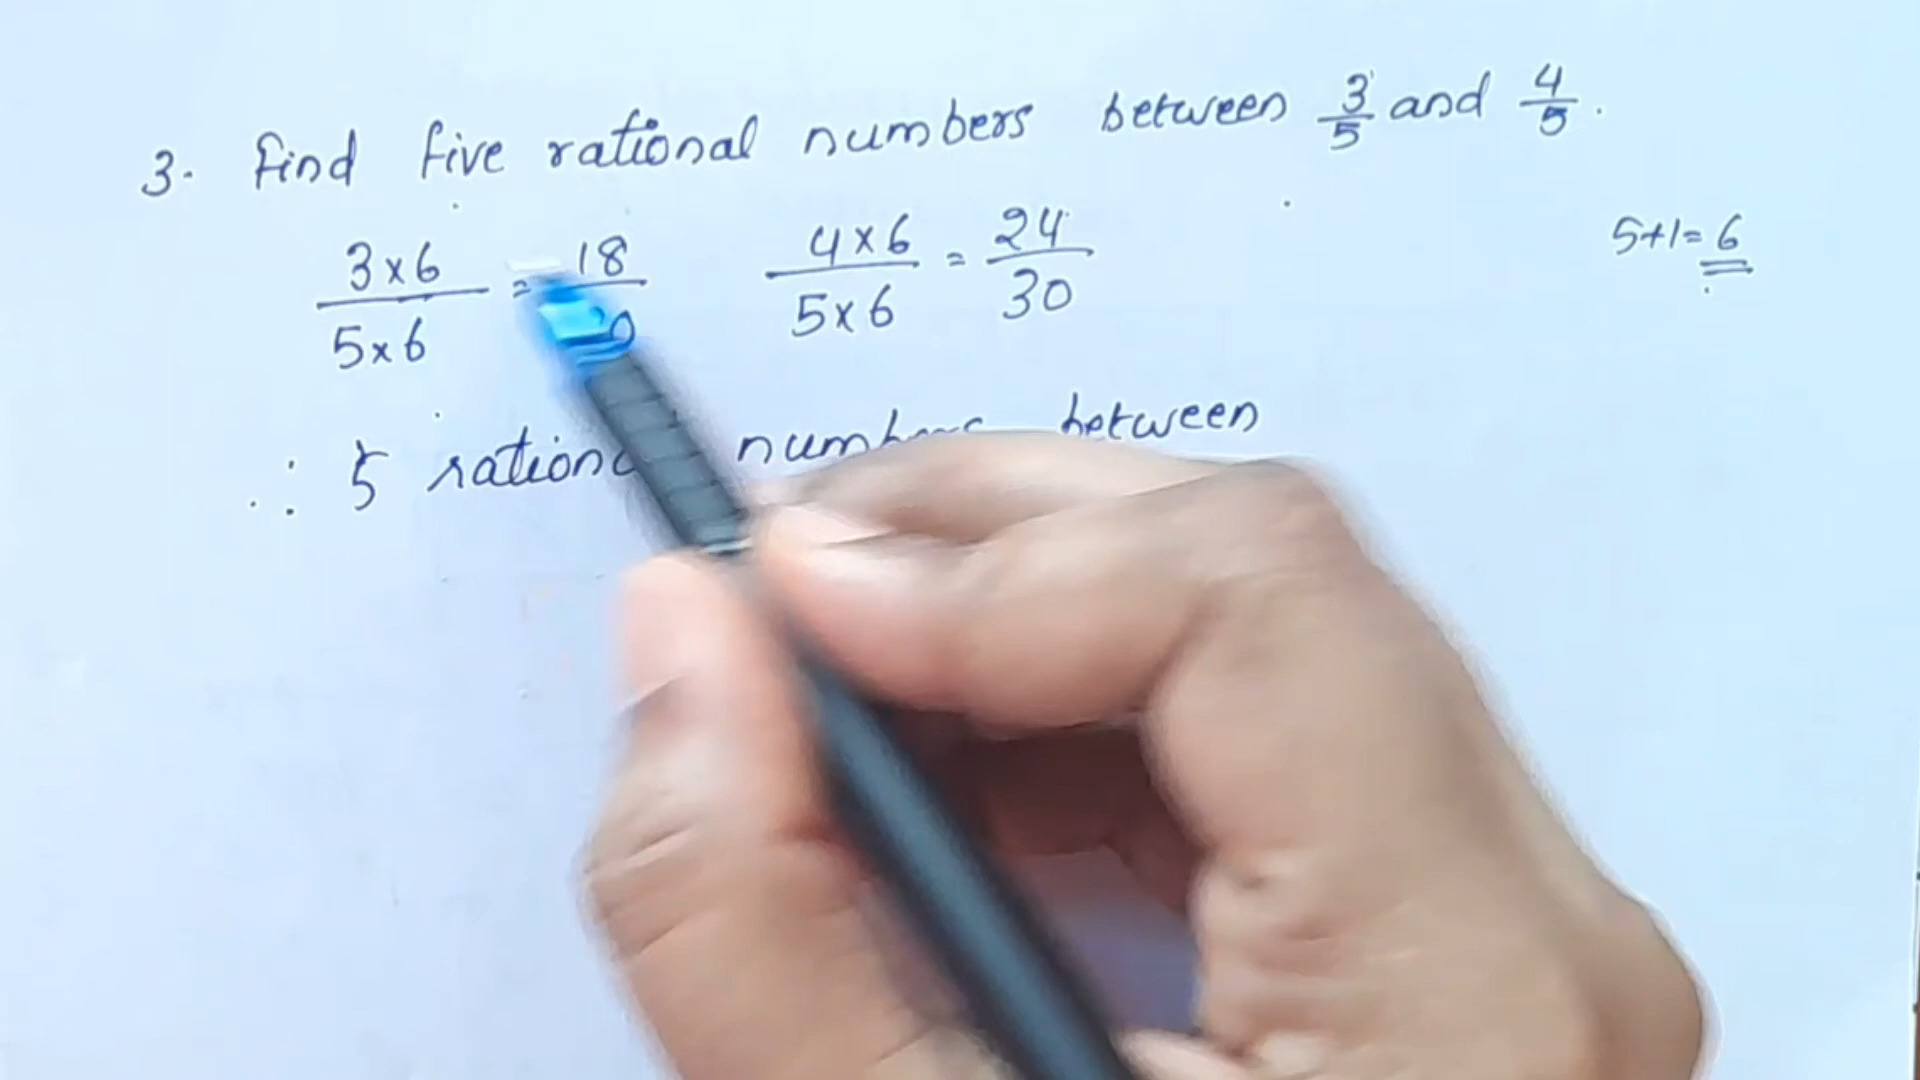 3. Find five rational numbers between 3/5 and 4/5.
3×6/5×6 = 18/ 4×6/5×6 = 24/30 5+1=6
∴ 5 between